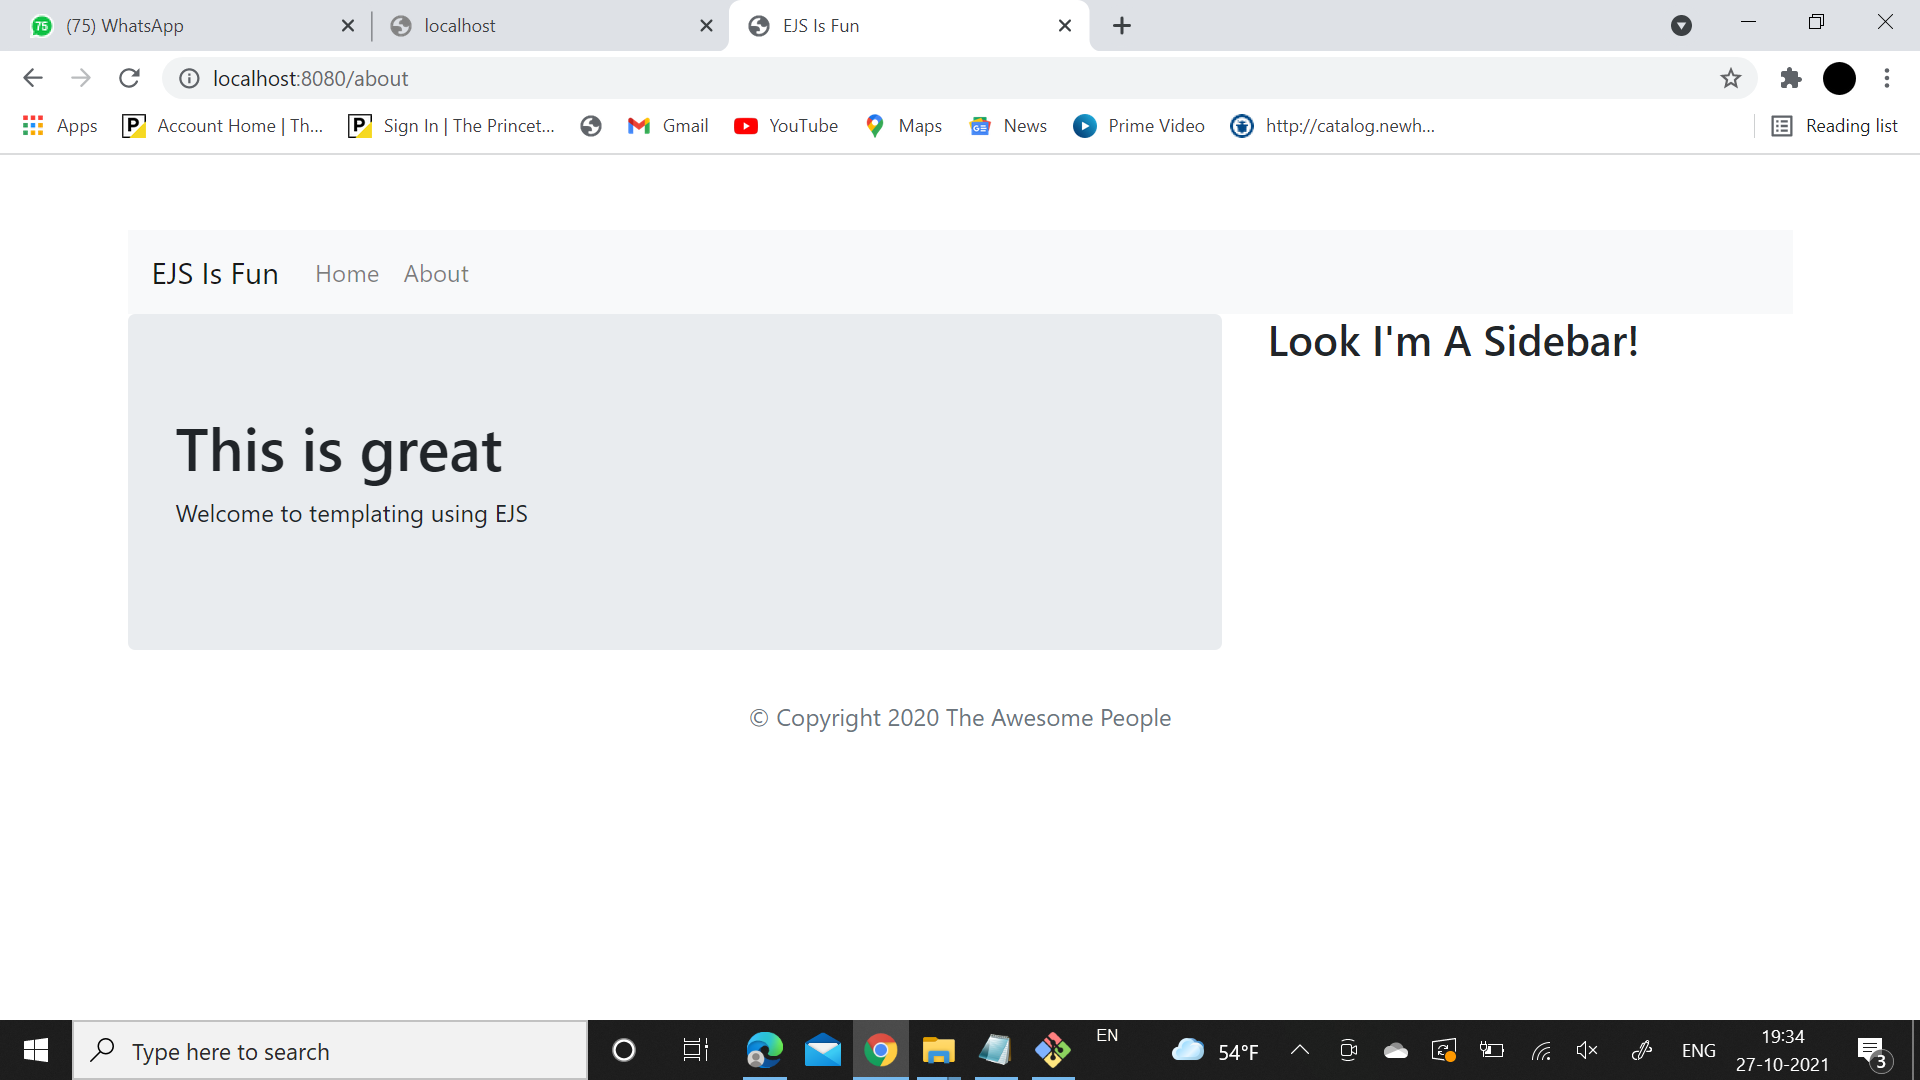 75 (75) WhatsApp localhost EJS Is Fun
localhost:8080/about
Apps Account Home | Th... Sign In | The Princet... Gmail YouTube Maps News Prime Video http://catalog.newh... Reading list
EJS Is Fun Home About
Look I'm A Sidebar!
This is great
Welcome to templating using EJS
© Copyright 2020 The Awesome People
Type here to search EN 54°F ENG 19:34
27-10-2021 3